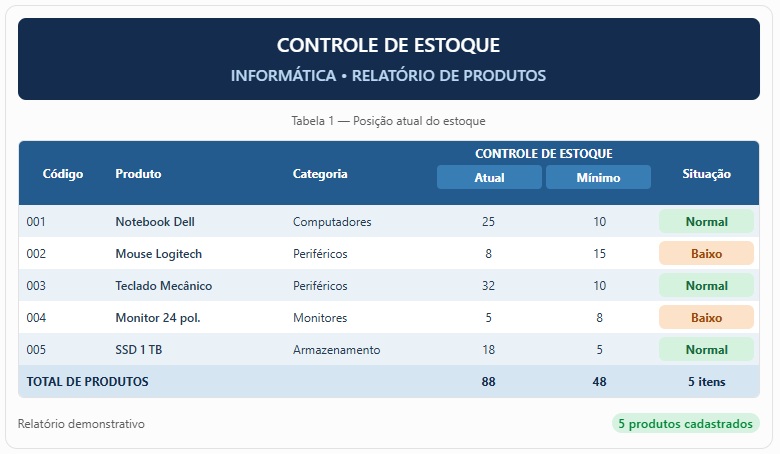 CONTROLE DE ESTOQUE
INFORMÁTICA • RELATÓRIO DE PRODUTOS
Tabela 1 — Posição atual do estoque
CONTROLE DE ESTOQUE
Código Produto Categoria Atual Mínimo Situação
001 Notebook Dell Computadores 25 10 Normal
002 Mouse Logitech Periféricos 8 15 Baixo
003 Teclado Mecânico Periféricos 32 10 Normal
004 Monitor 24 pol. Monitores 5 8 Baixo
005 SSD 1 TB Armazenamento 18 5 Normal
TOTAL DE PRODUTOS 88 48 5 itens
Relatório demonstrativo 5 produtos cadastrados